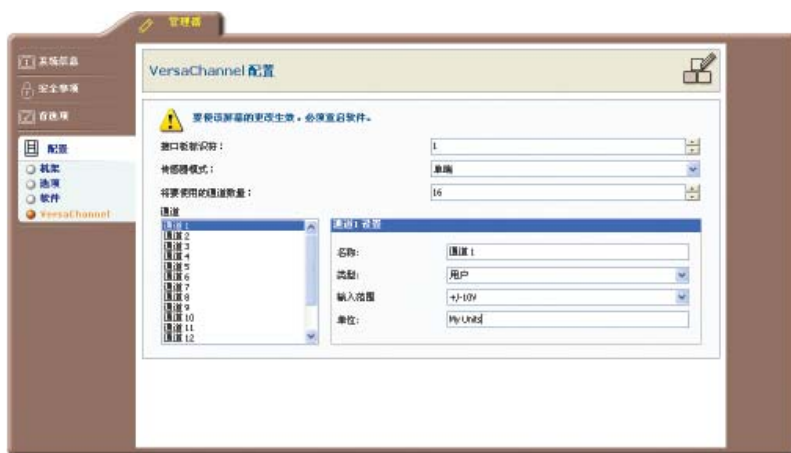 管理器
系统信息
安全事项
首选项
配置
机架
选项
软件
VersaChannel
VersaChannel 配置
要使该屏幕的更改生效，必须重启软件。
接口板标识符： 1
传感器模式： 单端
将要使用的通道数量： 16
通道
通道 1
通道 2
通道 3
通道 4
通道 5
通道 6
通道 7
通道 8
通道 9
通道 10
通道 11
通道 12
通道1 设置
名称: 通道 1
类型: 用户
输入范围 +/-10V
单位: My Units